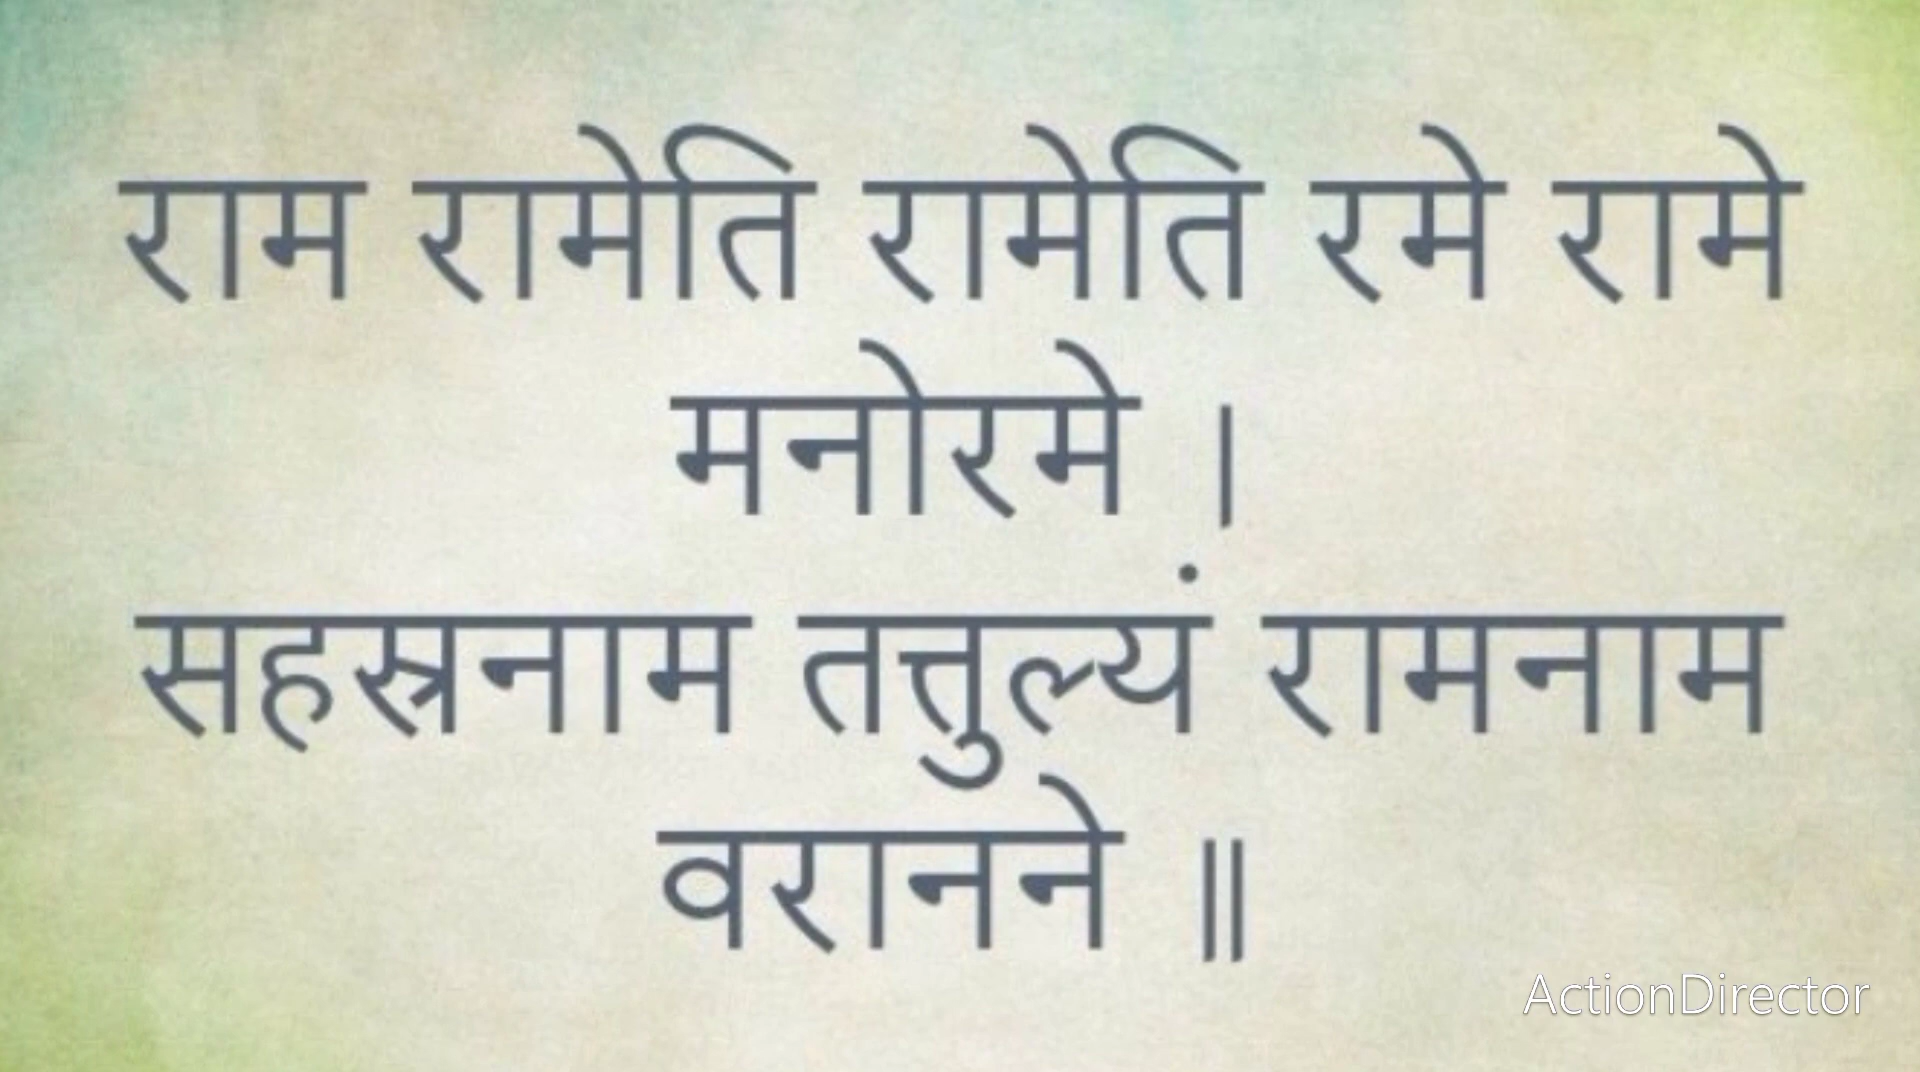 राम रामेति रामेति रमे रामे
मनोरमे ।
सहस्रनाम तत्तुल्यं रामनाम
वरानने ॥
ActionDirector